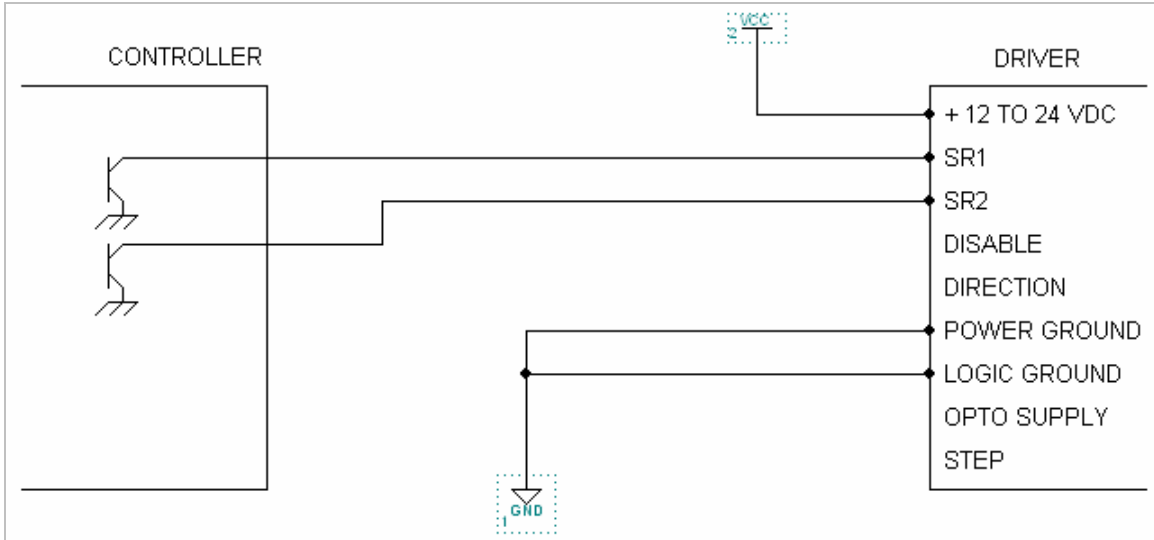 VCC
2
CONTROLLER
DRIVER
+ 12 TO 24 VDC
SR1
SR2
DISABLE
DIRECTION
POWER GROUND
LOGIC GROUND
OPTO SUPPLY
STEP
GND
1